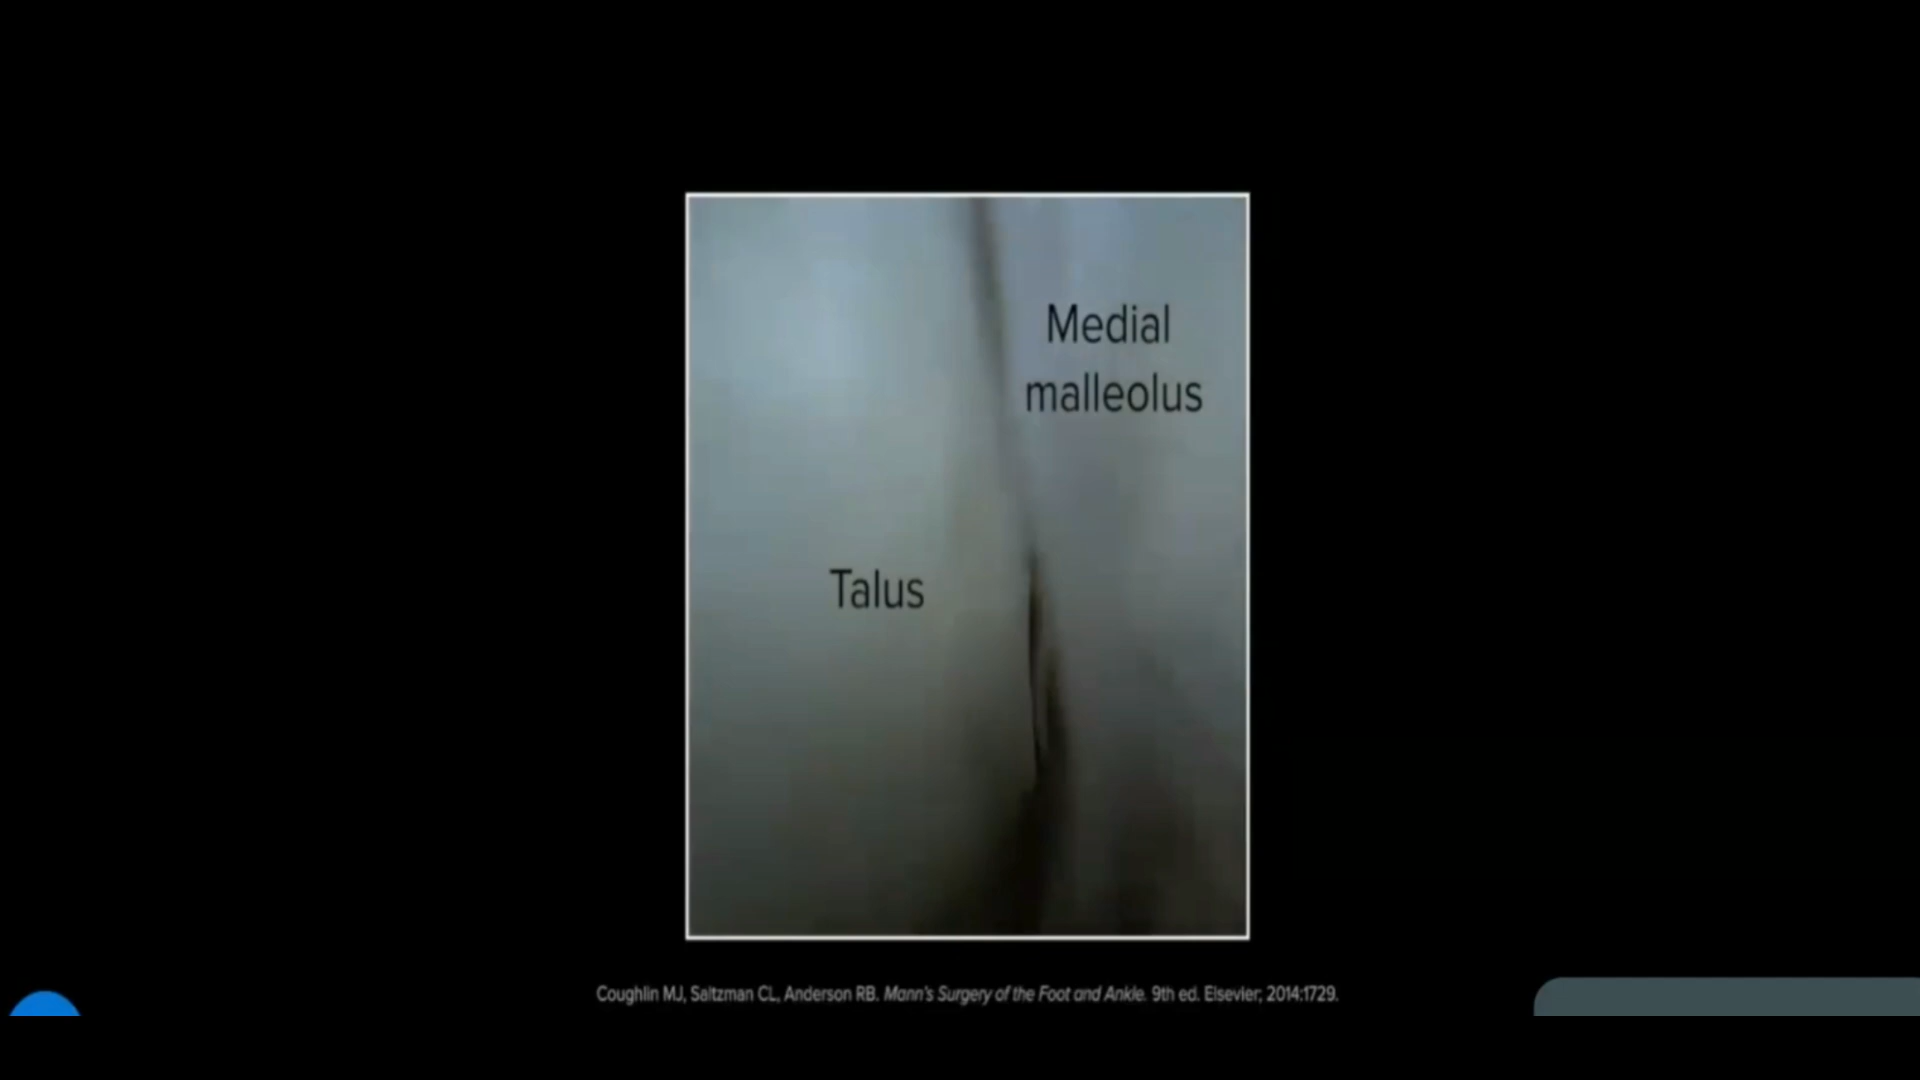 Medial
malleolus
Talus
Coughlin MJ, Saltzman CL, Anderson RB. Mann's Surgery of the Foot and Ankle. 9th ed. Elsevier; 2014:1729.